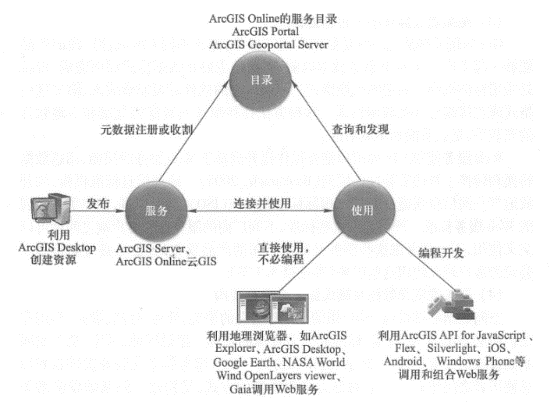 ArcGIS Online的服务目录
ArcGIS Portal
ArcGIS Geoportal Server
目录
元数据注册或收割
查询和发现
发布
服务
连接并使用
使用
利用
ArcGIS Desktop
创建资源
ArcGIS Server、
ArcGIS Online云GIS
直接使用，
不必编程
编程开发
利用地理浏览器，如ArcGIS
Explorer、ArcGIS Desktop、
Google Earth、NASA World
Wind OpenLayers viewer、
Gaia调用Web服务
利用ArcGIS API for JavaScript、
Flex、Silverlight、iOS、
Android、Windows Phone等
调用和组合Web服务